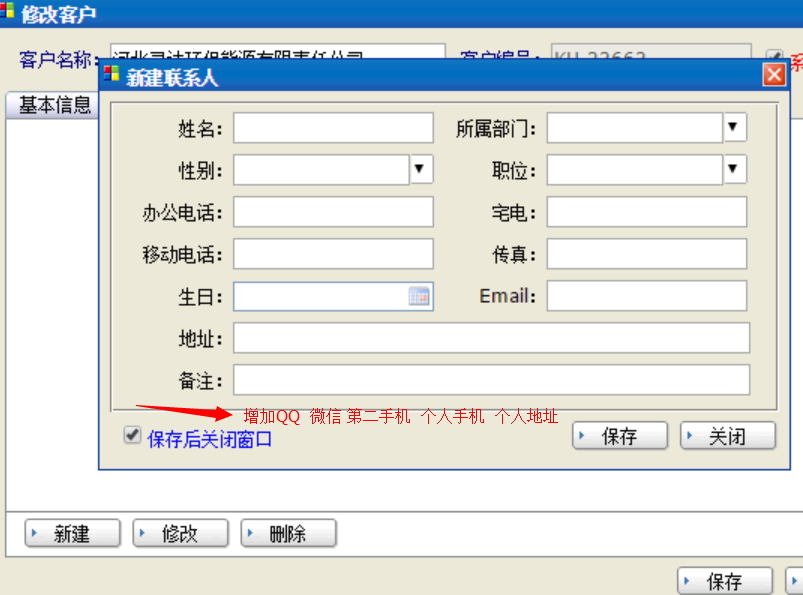 修改客户
客户名称：
基本信息
新建联系人
姓名： 所属部门：
性别： 职位：
办公电话： 宅电：
移动电话： 传真：
生日： Email：
地址：
备注：
增加QQ 微信 第二手机 个人手机 个人地址
保存后关闭窗口 保存 关闭
新建 修改 删除
保存